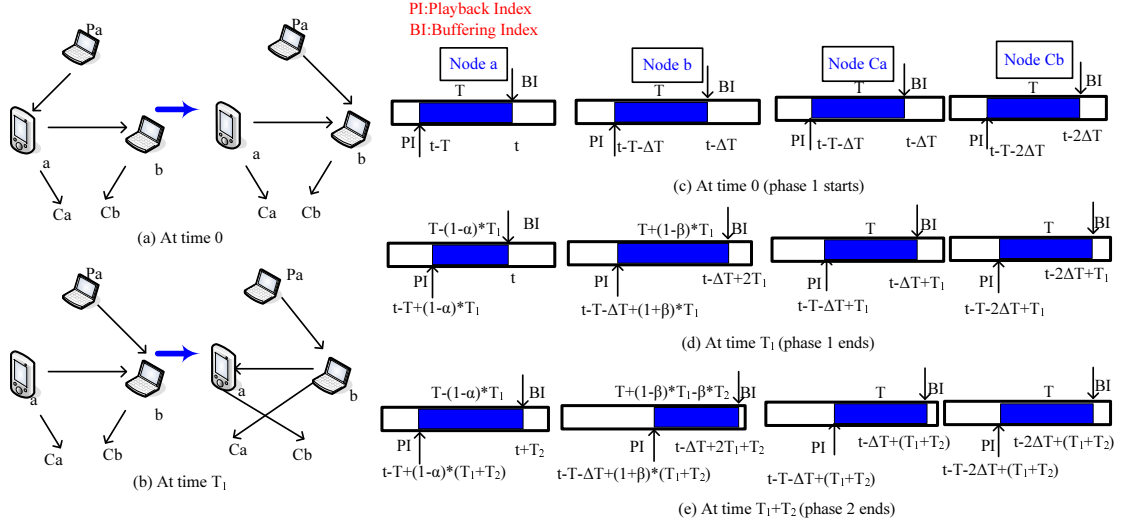 PI:Playback Index
BI:Buffering Index
Pa
Pa
a
b
a
b
Ca
Cb
Ca
Cb
(a) At time 0
Pa
Pa
a
b
a
b
Ca
Cb
Ca
Cb
(b) At time T₁
Node a
Node b
Node Ca
Node Cb
T
BI
T
BI
T
BI
T
BI
PI
t-T
t
PI
t-T-ΔT
t-ΔT
PI
t-T-ΔT
t-ΔT
PI
t-T-2ΔT
t-2ΔT
(c) At time 0 (phase 1 starts)
T-(1-α)*T₁
BI
T+(1-β)*T₁
BI
T
BI
T
BI
PI
t
PI
t-ΔT+2T₁
PI
t-ΔT+T₁
PI
t-2ΔT+T₁
t-T+(1-α)*T₁
t-T-ΔT+(1+β)*T₁
t-T-ΔT+T₁
t-T-2ΔT+T₁
(d) At time T₁ (phase 1 ends)
T-(1-α)*T₁
BI
T+(1-β)*T₁-β*T₂
BI
T
BI
T
BI
PI
t+T₂
PI
t-ΔT+2T₁+T₂
PI
t-ΔT+(T₁+T₂)
PI
t-2ΔT+(T₁+T₂)
t-T+(1-α)*(T₁+T₂)
t-T-ΔT+(1+β)*(T₁+T₂)
t-T-ΔT+(T₁+T₂)
t-T-2ΔT+(T₁+T₂)
(e) At time T₁+T₂ (phase 2 ends)